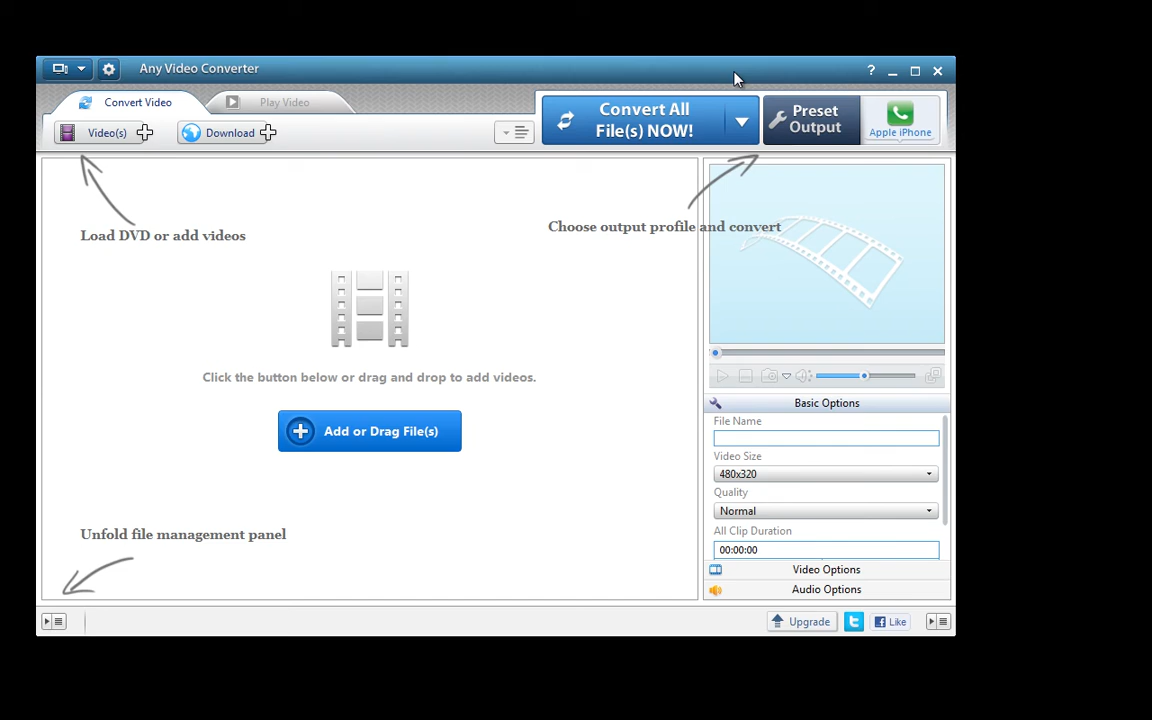 Any Video Converter
?
Convert Video
Play Video
Video(s)
Download
Convert All
File(s) NOW!
Preset
Output
Apple iPhone
Load DVD or add videos
Choose output profile and convert
Click the button below or drag and drop to add videos.
Add or Drag File(s)
Unfold file management panel
Basic Options
File Name
Video Size
480x320
Quality
Normal
All Clip Duration
00:00:00
Video Options
Audio Options
Upgrade
Like